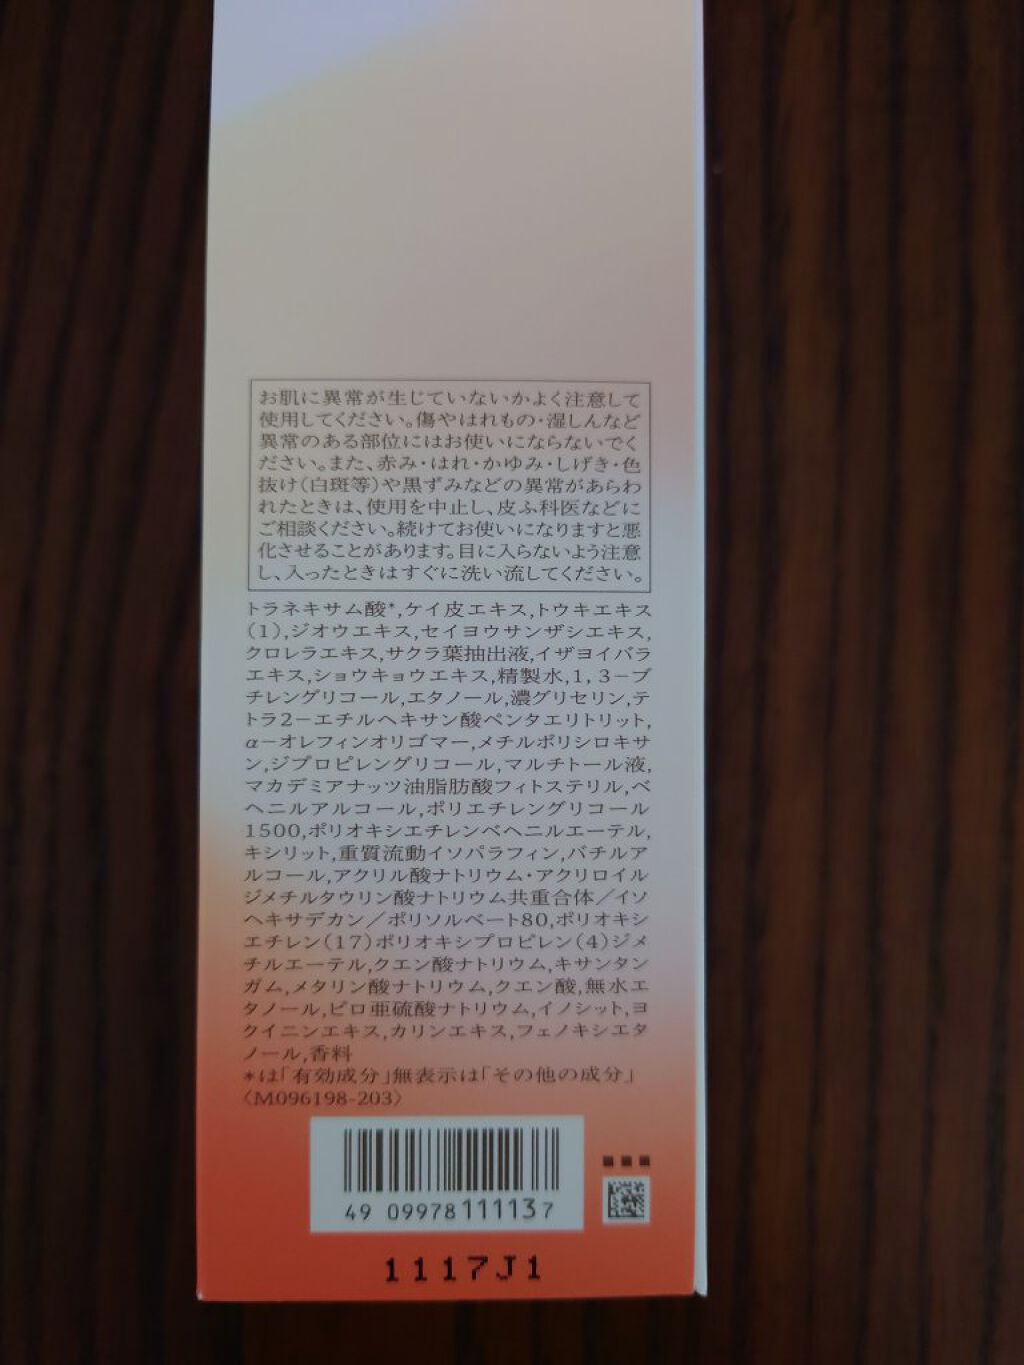 お肌に異常が生じていないかよく注意して
使用してください。傷やはれもの・湿しんなど
異常のある部位にはお使いにならないでく
ださい。また、赤み・はれ・かゆみ・しげき・色
抜け(白斑等)や黒ずみなどの異常があらわ
れたときは、使用を中止し、皮ふ科医などに
ご相談ください。続けてお使いになりますと悪
化させることがあります。目に入らないよう注意
し、入ったときはすぐに洗い流してください。
トラネキサム酸*,ケイ皮エキス,トウキエキス
(1),ジオウエキス,セイヨウサンザシエキス,
クロレラエキス,サクラ葉抽出液,イザヨイバラ
エキス,ショウキョウエキス,精製水,1,3-ブ
チレングリコール,エタノール,濃グリセリン,テ
トラ2-エチルヘキサン酸ペンタエリトリット,
α-オレフィンオリゴマー,メチルポリシロキサ
ン,ジプロピレングリコール,マルチトール液,
マカデミアナッツ油脂肪酸フィトステリル,ベ
ヘニルアルコール,ポリエチレングリコール
1500,ポリオキシエチレンベヘニルエーテル,
キシリット,重質流動イソパラフィン,バチルア
ルコール,アクリル酸ナトリウム・アクリロイル
ジメチルタウリン酸ナトリウム共重合体/イソ
ヘキサデカン/ポリソルベート80,ポリオキシ
エチレン(17)ポリオキシプロピレン(4)ジメ
チルエーテル,クエン酸ナトリウム,キサンタン
ガム,メタリン酸ナトリウム,クエン酸,無水エ
タノール,ピロ亜硫酸ナトリウム,イノシット,ヨ
クイニンエキス,カリンエキス,フェノキシエタ
ノール,香料
*は「有効成分」無表示は「その他の成分」
〈M096198-203〉
49 09978 111137
1117J1